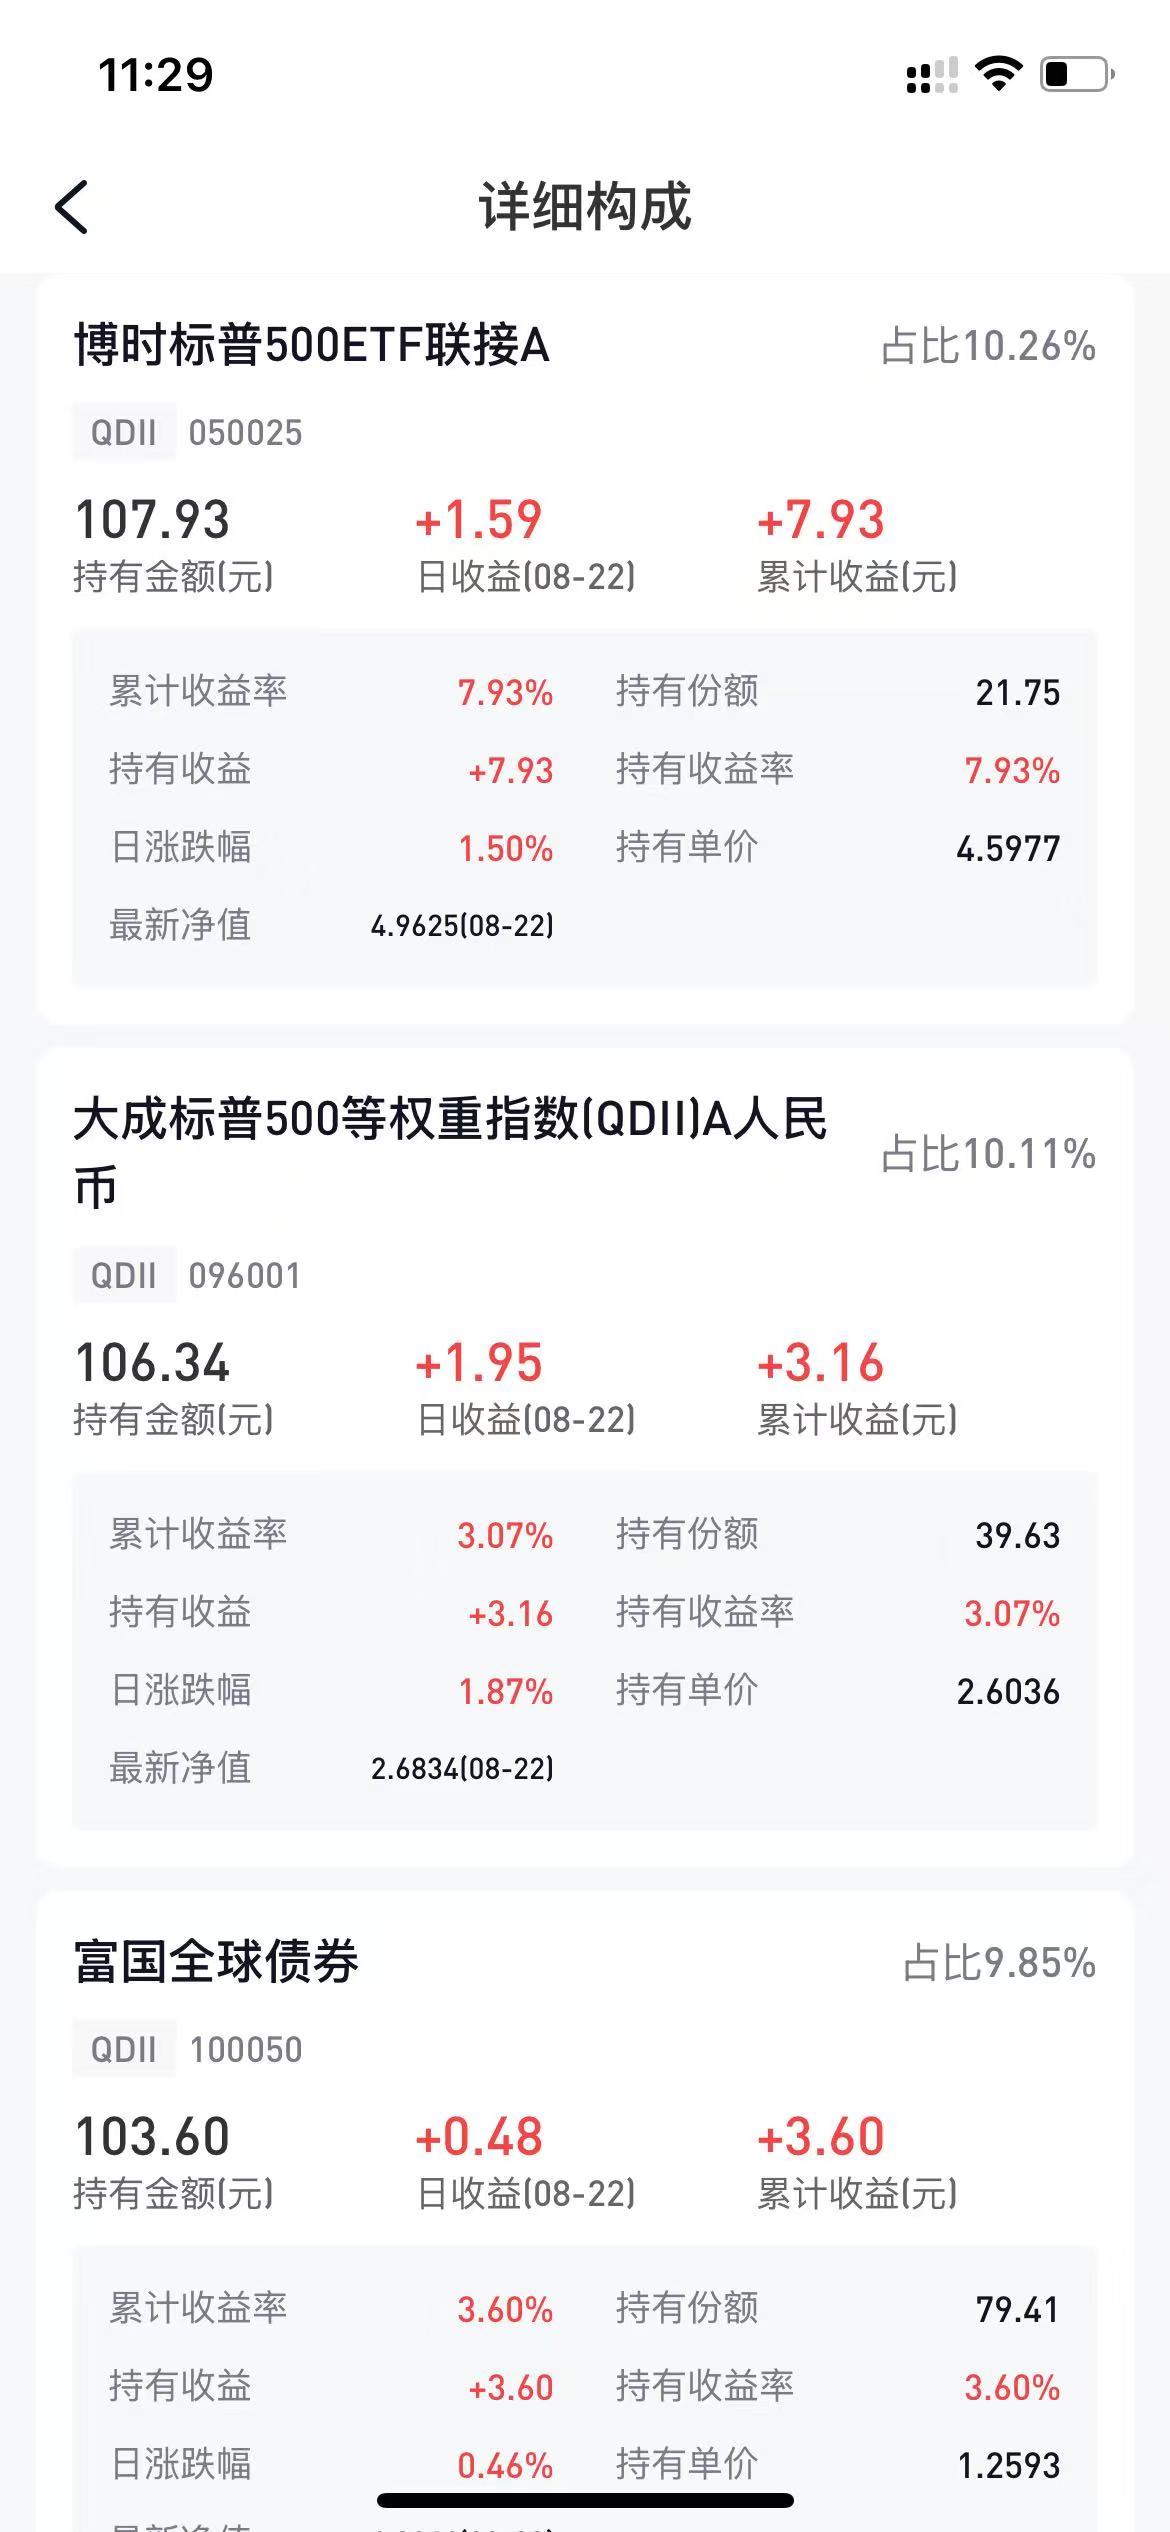 11:29
详细构成
博时标普500ETF联接A 占比10.26%
QDII 050025
107.93 +1.59 +7.93
持有金额(元) 日收益(08-22) 累计收益(元)
累计收益率 7.93% 持有份额 21.75
持有收益 +7.93 持有收益率 7.93%
日涨跌幅 1.50% 持有单价 4.5977
最新净值 4.9625(08-22)
大成标普500等权重指数(QDII)A人民
币
占比10.11%
QDII 096001
106.34 +1.95 +3.16
持有金额(元) 日收益(08-22) 累计收益(元)
累计收益率 3.07% 持有份额 39.63
持有收益 +3.16 持有收益率 3.07%
日涨跌幅 1.87% 持有单价 2.6036
最新净值 2.6834(08-22)
富国全球债券 占比9.85%
QDII 100050
103.60 +0.48 +3.60
持有金额(元) 日收益(08-22) 累计收益(元)
累计收益率 3.60% 持有份额 79.41
持有收益 +3.60 持有收益率 3.60%
日涨跌幅 0.46% 持有单价 1.2593